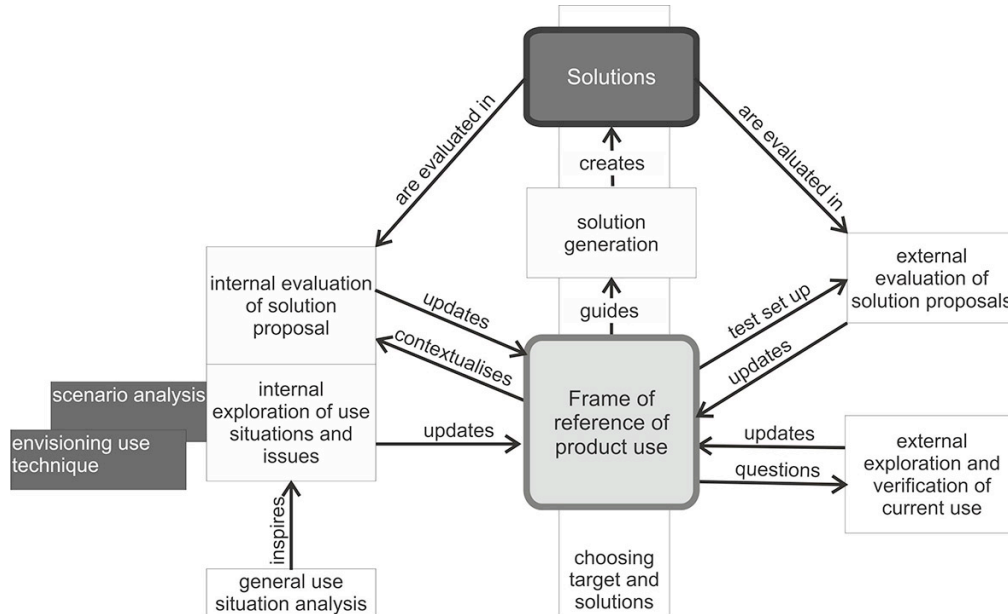 Solutions
are evaluated in
are evaluated in
creates
solution
generation
guides
internal evaluation
of solution
proposal
external
evaluation of
solution proposals
updates
contextualises
test set up
updates
scenario analysis
envisioning use
technique
internal
exploration of use
situations and
issues
updates
Frame of
reference of
product use
updates
questions
external
exploration and
verification of
current use
inspires
general use
situation analysis
choosing
target and
solutions